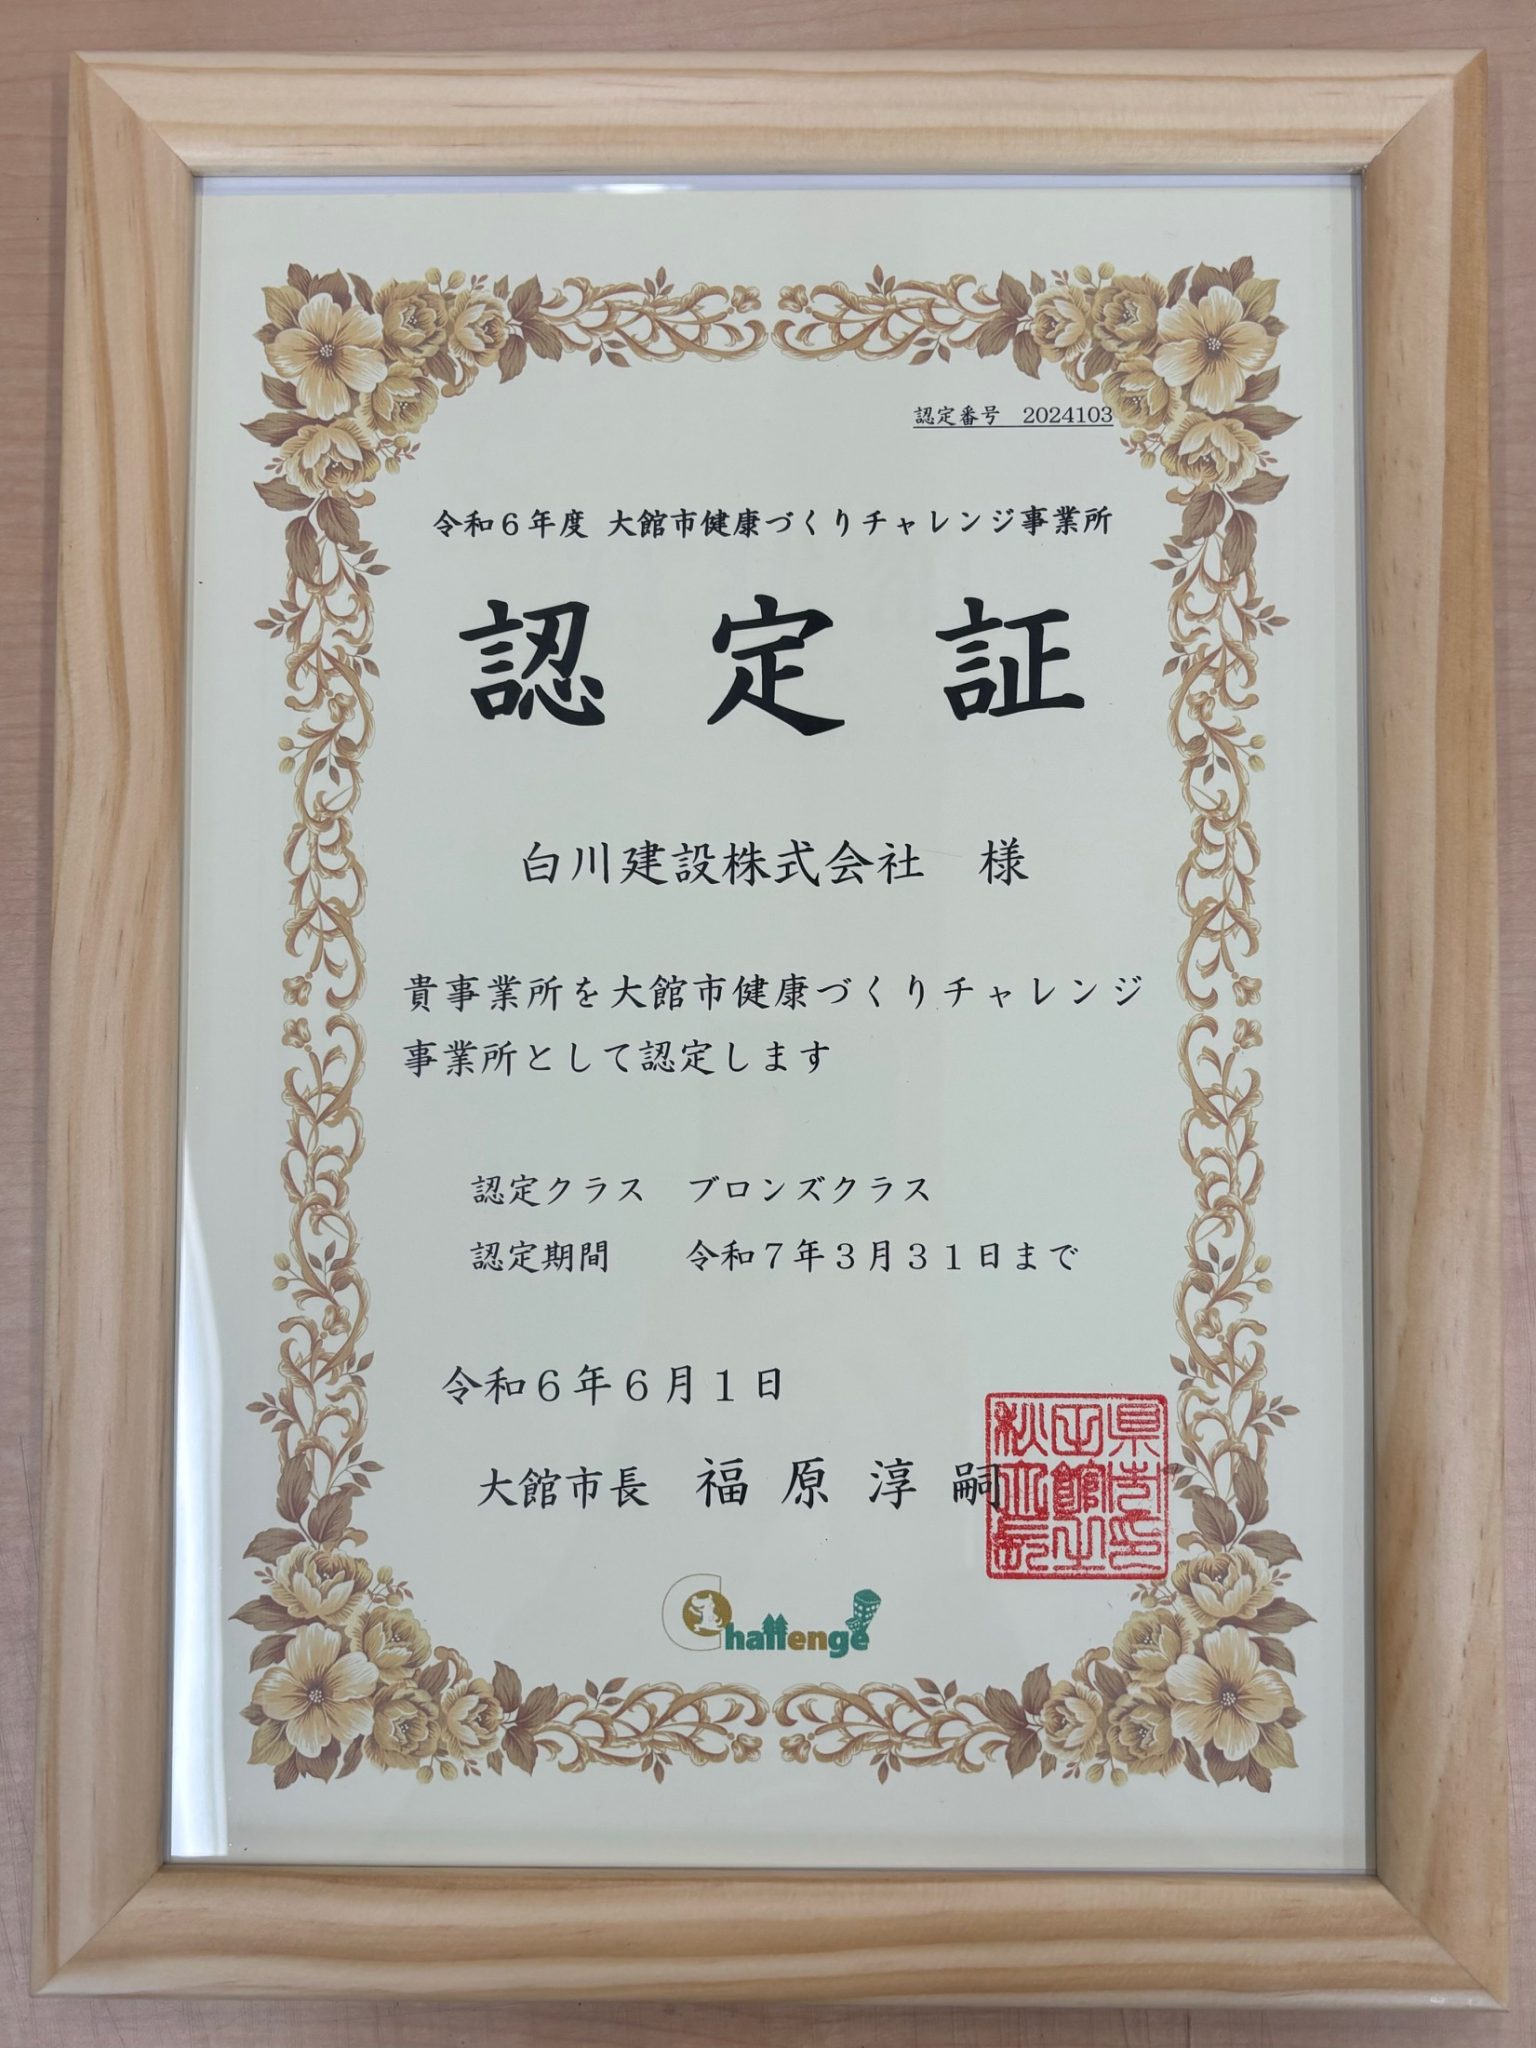 認定番号　2024103
令和６年度 大館市健康づくりチャレンジ事業所
認定証
白川建設株式会社　様
貴事業所を大館市健康づくりチャレンジ
事業所として認定します
認定クラス　ブロンズクラス
認定期間　　令和７年３月３１日まで
令和６年６月１日
大館市長　福原淳嗣
Challenge